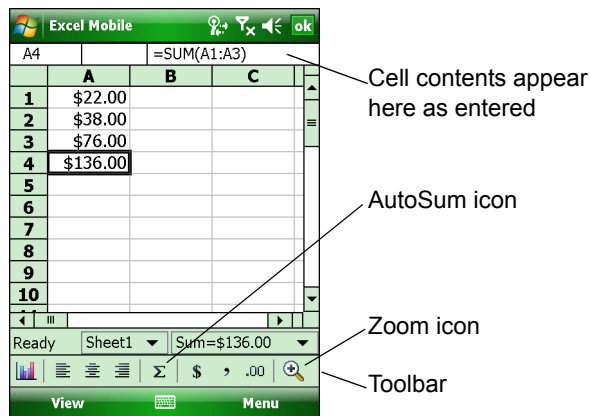 Excel Mobile ok
A4 =SUM(A1:A3)
Cell contents appear
here as entered
A B C
1 $22.00
2 $38.00
3 $76.00
4 $136.00
5
6
7
8
9
10
AutoSum icon
Ready Sheet1 Sum=$136.00
Zoom icon
Σ $ , .00
Toolbar
View Menu